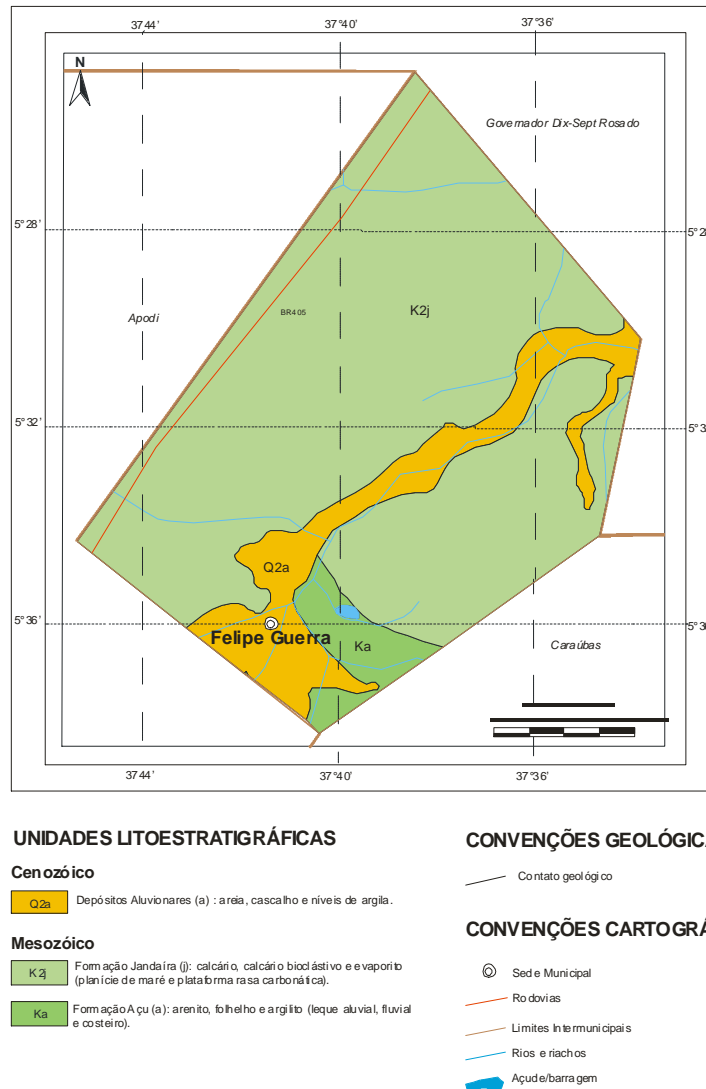 37 44' 37°40' 37°36'
N
Governador Dix-Sept Rosado
5°28' 5°2
Apodi
BR405
K2j
5°32' 5°3
Q2a
5°36' 5°3
Felipe Guerra
Ka
Caraúbas
37 44' 37°40' 37°36'
UNIDADES LITOESTRATIGRÁFICAS
Cenozóico
Q2a Depósitos Aluvionares (a) : areia, cascalho e níveis de argila.
Mesozóico
K2j Formação Jandaíra (j): calcário, calcário bioclástivo e evaporito
(planície de maré e plataforma rasa carbonática).
Ka Formação Açu (a): arenito, folhelho e argilito (leque aluvial, fluvial
e costeiro).
CONVENÇÕES GEOLÓGIC
Contato geológico
CONVENÇÕES CARTOGRÁ
Sede Municipal
Rodovias
Limites Intermunicipais
Rios e riachos
Açude/barragem